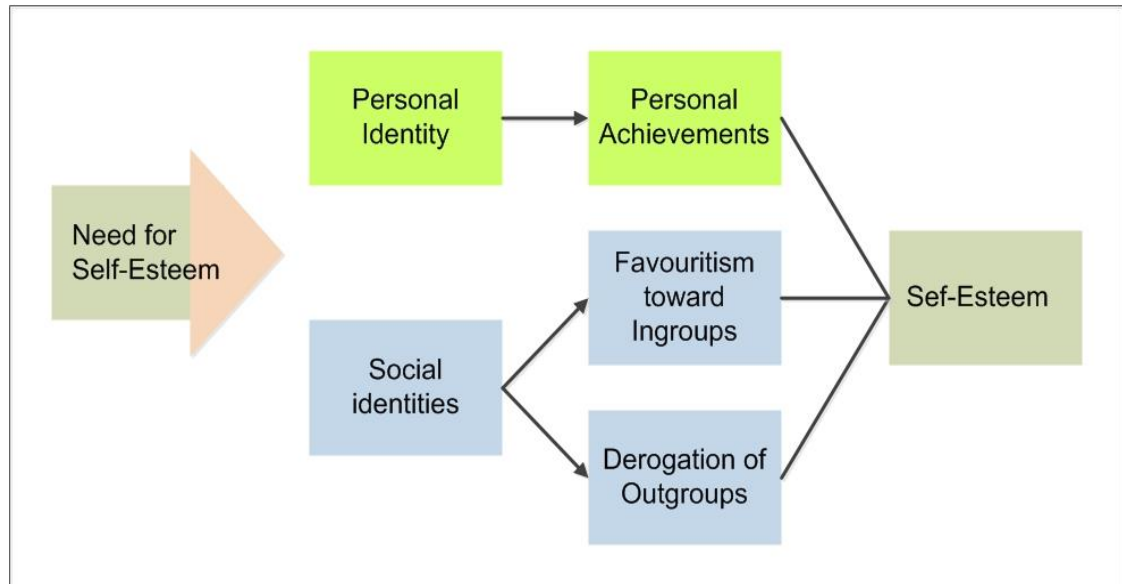 Need for
Self-Esteem
Personal
Identity
Personal
Achievements
Social
identities
Favouritism
toward
Ingroups
Derogation of
Outgroups
Sef-Esteem